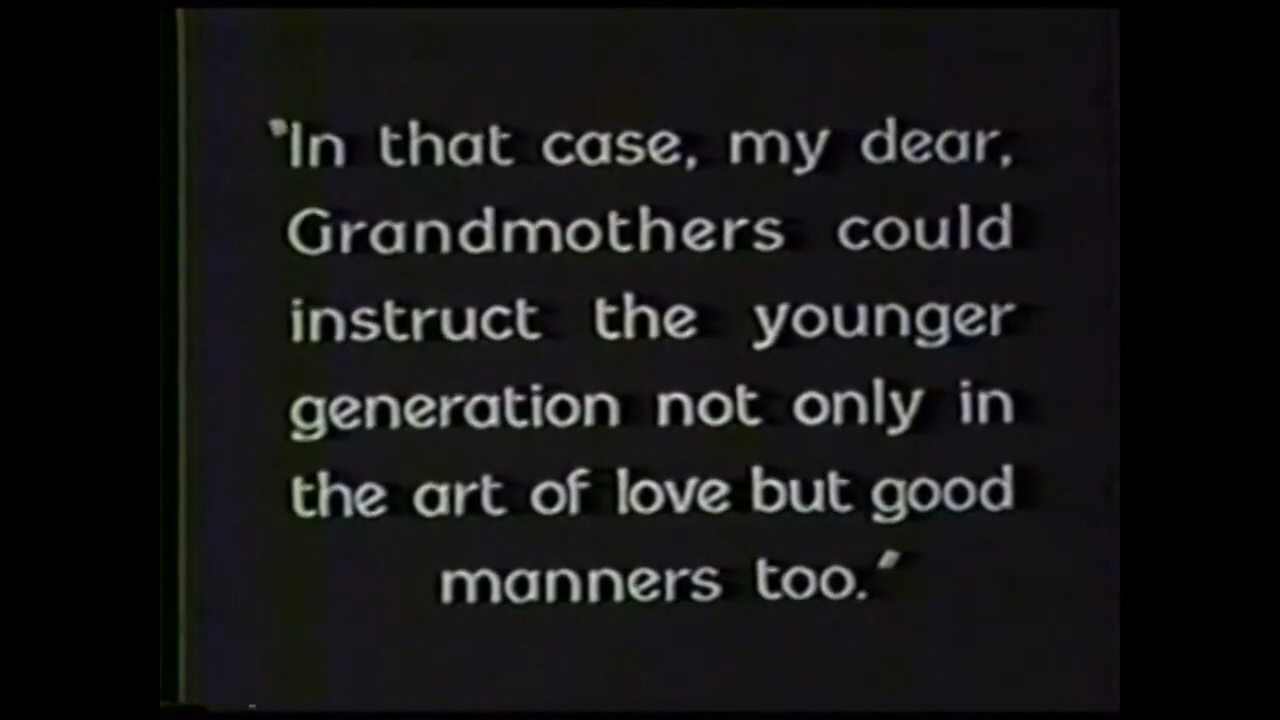 "In that case, my dear,
Grandmothers could
instruct the younger
generation not only in
the art of love but good
manners too."